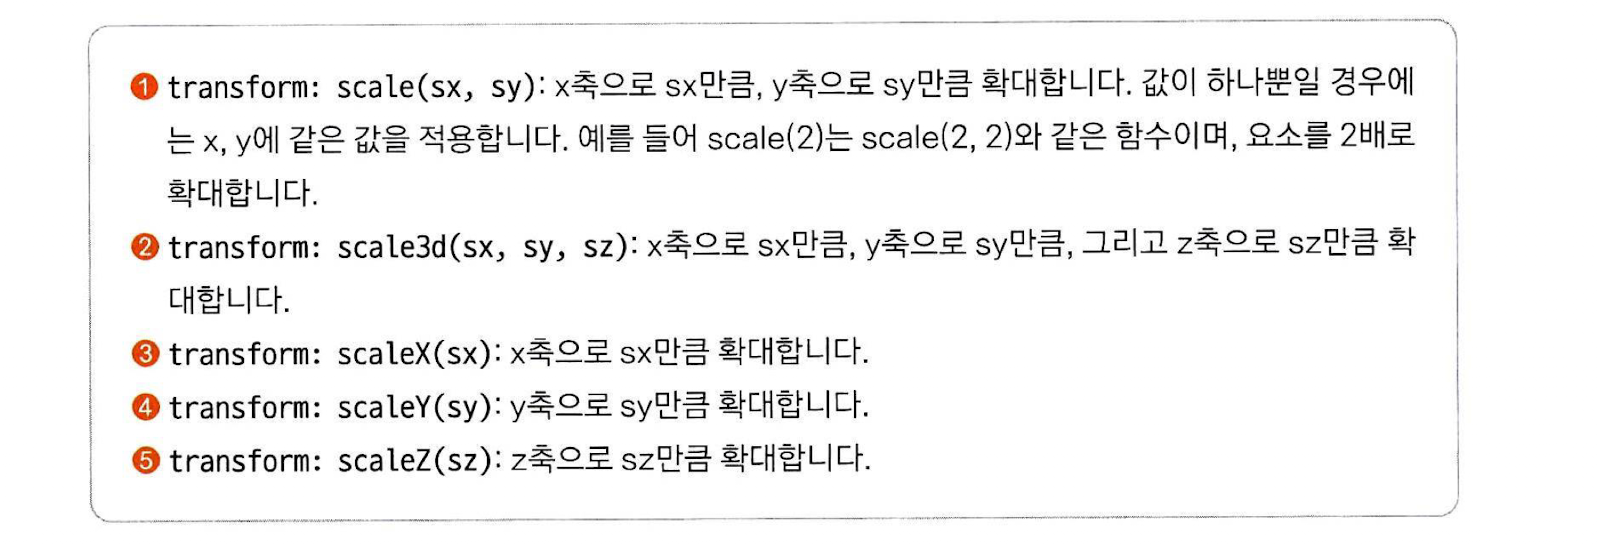 ❶ transform: scale(sx, sy): x축으로 sx만큼, y축으로 sy만큼 확대합니다. 값이 하나뿐일 경우에
는 x, y에 같은 값을 적용합니다. 예를 들어 scale(2)는 scale(2, 2)와 같은 함수이며, 요소를 2배로
확대합니다.
❷ transform: scale3d(sx, sy, sz): x축으로 sx만큼, y축으로 sy만큼, 그리고 z축으로 sz만큼 확
대합니다.
❸ transform: scaleX(sx): x축으로 sx만큼 확대합니다.
❹ transform: scaleY(sy): y축으로 sy만큼 확대합니다.
❺ transform: scaleZ(sz): z축으로 sz만큼 확대합니다.